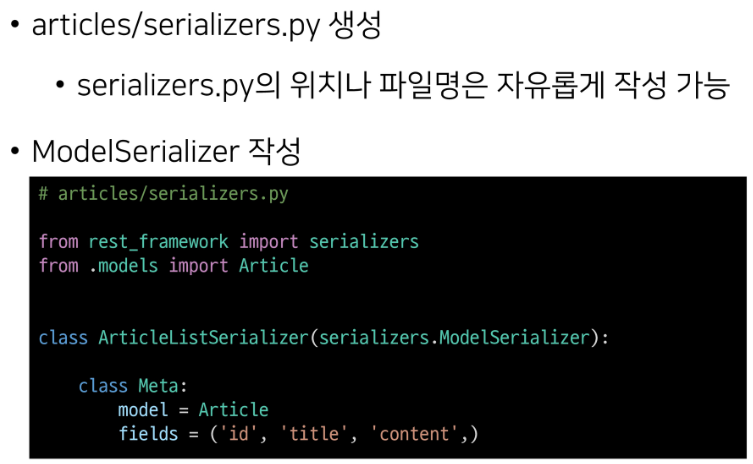 • articles/serializers.py 생성
• serializers.py의 위치나 파일명은 자유롭게 작성 가능
• ModelSerializer 작성
# articles/serializers.py
from rest_framework import serializers
from .models import Article
class ArticleListSerializer(serializers.ModelSerializer):
    class Meta:
        model = Article
        fields = ('id', 'title', 'content',)